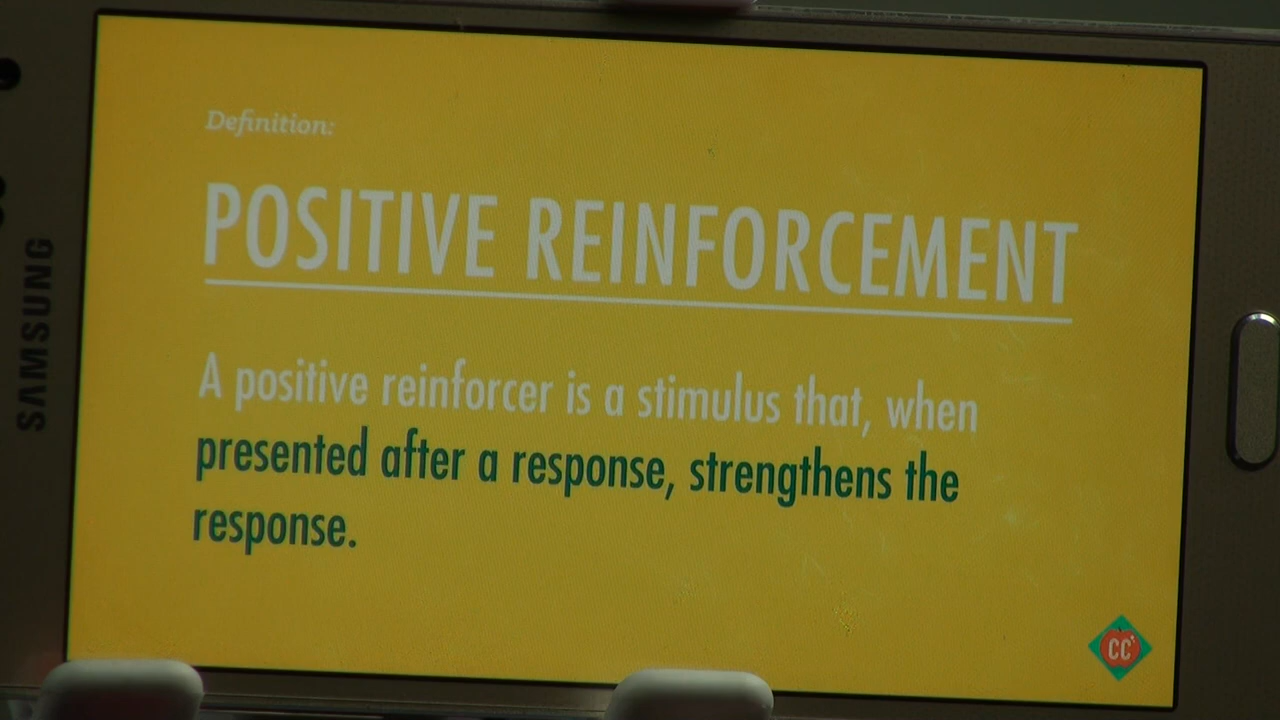 Definition:
POSITIVE REINFORCEMENT
A positive reinforcer is a stimulus that, when
presented after a response, strengthens the
response.
CC
SAMSUNG